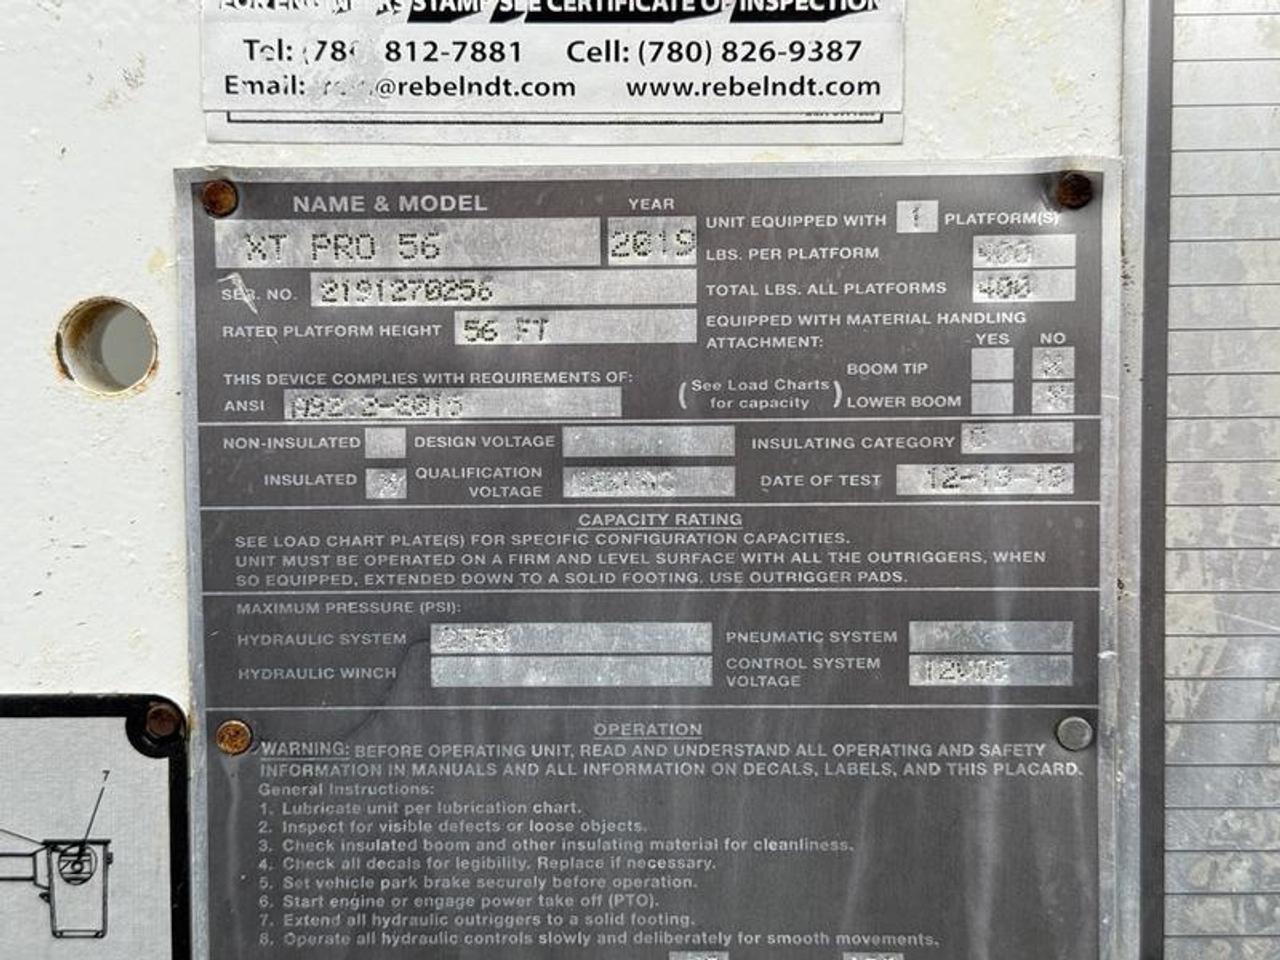 STAMP SEE CERTIFICATE OF INSPECTION
Tel: 812-7881 Cell: (780) 826-9387
Email: @rebelndt.com www.rebelndt.com
NAME & MODEL YEAR
XT PRO 56 2019
SER. NO. 2191270256
RATED PLATFORM HEIGHT 56 FT
THIS DEVICE COMPLIES WITH REQUIREMENTS OF:
ANSI A92.2-2015
UNIT EQUIPPED WITH 1 PLATFORM(S)
LBS. PER PLATFORM 400
TOTAL LBS. ALL PLATFORMS 400
EQUIPPED WITH MATERIAL HANDLING
ATTACHMENT: YES NO
BOOM TIP X
(See Load Charts for capacity) LOWER BOOM X
NON-INSULATED DESIGN VOLTAGE INSULATING CATEGORY C
INSULATED X QUALIFICATION VOLTAGE DATE OF TEST
CAPACITY RATING
SEE LOAD CHART PLATE(S) FOR SPECIFIC CONFIGURATION CAPACITIES.
UNIT MUST BE OPERATED ON A FIRM AND LEVEL SURFACE WITH ALL THE OUTRIGGERS, WHEN
SO EQUIPPED, EXTENDED DOWN TO A SOLID FOOTING. USE OUTRIGGER PADS.
MAXIMUM PRESSURE (PSI):
HYDRAULIC SYSTEM PNEUMATIC SYSTEM
HYDRAULIC WINCH CONTROL SYSTEM VOLTAGE 12VDC
OPERATION
WARNING: BEFORE OPERATING UNIT, READ AND UNDERSTAND ALL OPERATING AND SAFETY
INFORMATION IN MANUALS AND ALL INFORMATION ON DECALS, LABELS, AND THIS PLACARD.
General Instructions:
1. Lubricate unit per lubrication chart.
2. Inspect for visible defects or loose objects.
3. Check insulated boom and other insulating material for cleanliness.
4. Check all decals for legibility. Replace if necessary.
5. Set vehicle park brake securely before operation.
6. Start engine or engage power take off (PTO).
7. Extend all hydraulic outriggers to a solid footing.
8. Operate all hydraulic controls slowly and deliberately for smooth movements.
7